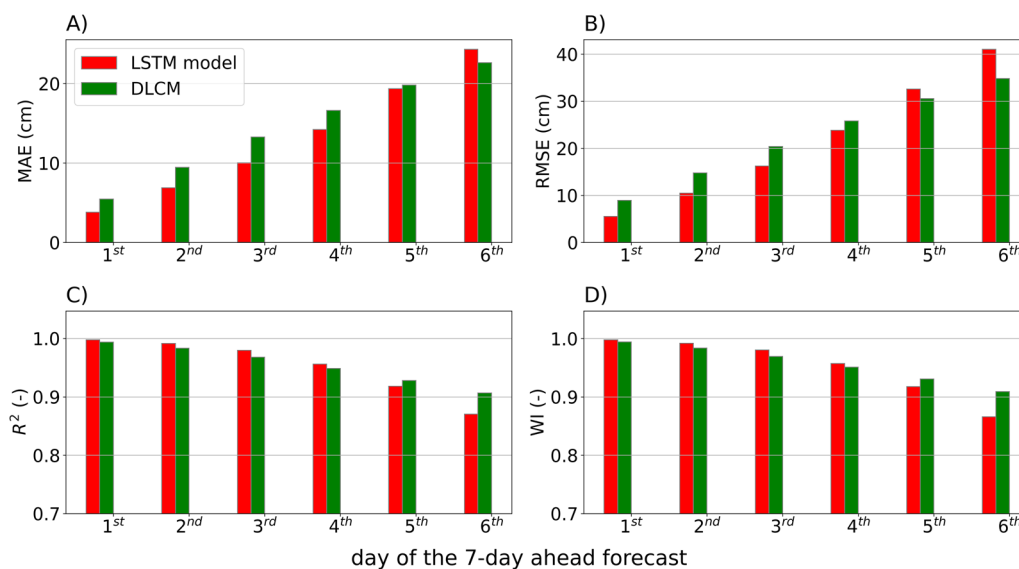 A)
MAE (cm)
20
10
0
LSTM model
DLCM
1st 2nd 3rd 4th 5th 6th
B)
RMSE (cm)
40
30
20
10
0
1st 2nd 3rd 4th 5th 6th
C)
R² (-)
1.0
0.9
0.8
0.7
1st 2nd 3rd 4th 5th 6th
D)
WI (-)
1.0
0.9
0.8
0.7
1st 2nd 3rd 4th 5th 6th
day of the 7-day ahead forecast